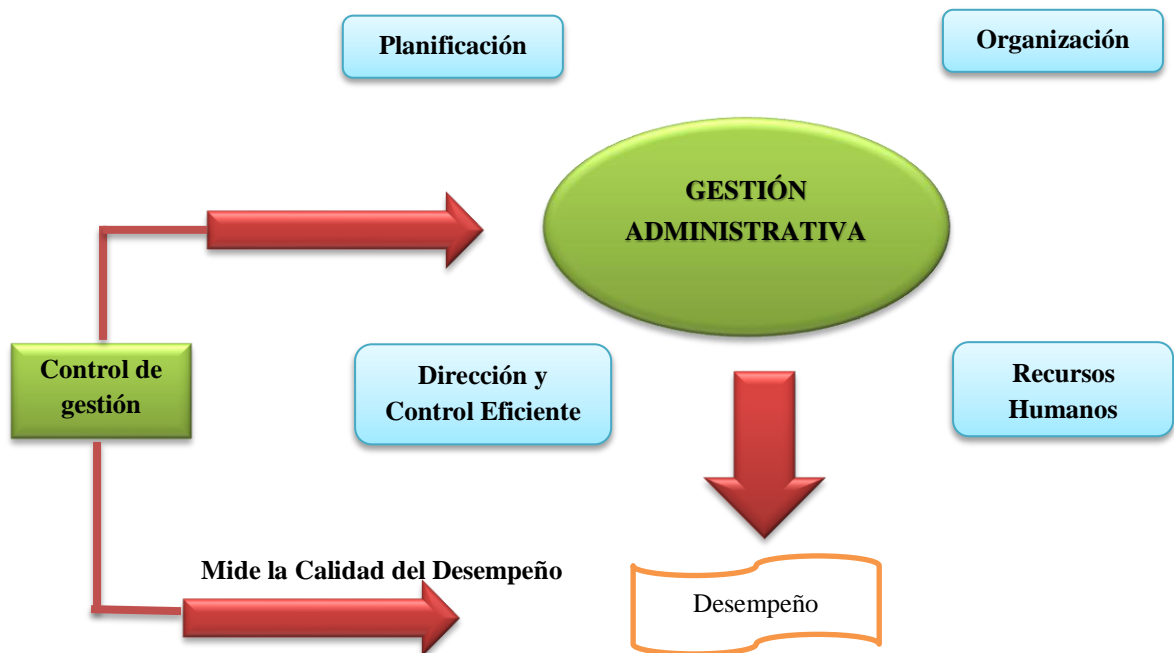 Planificación
Organización
GESTIÓN
ADMINISTRATIVA
Control de
gestión
Dirección y
Control Eficiente
Recursos
Humanos
Mide la Calidad del Desempeño
Desempeño